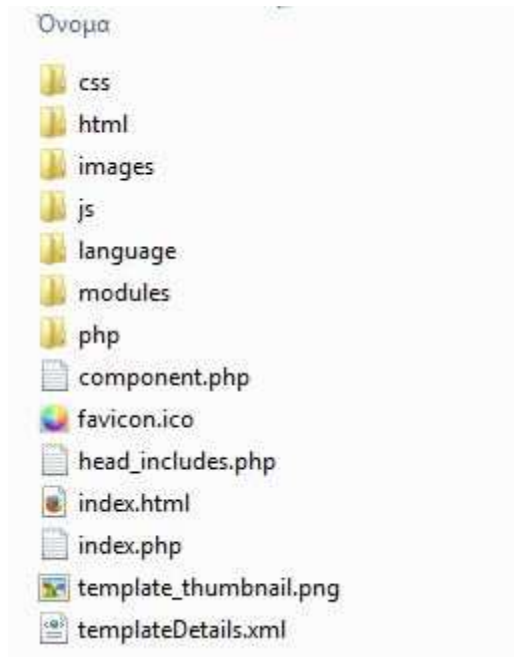 Όνομα
css
html
images
js
language
modules
php
component.php
favicon.ico
head_includes.php
index.html
index.php
template_thumbnail.png
templateDetails.xml